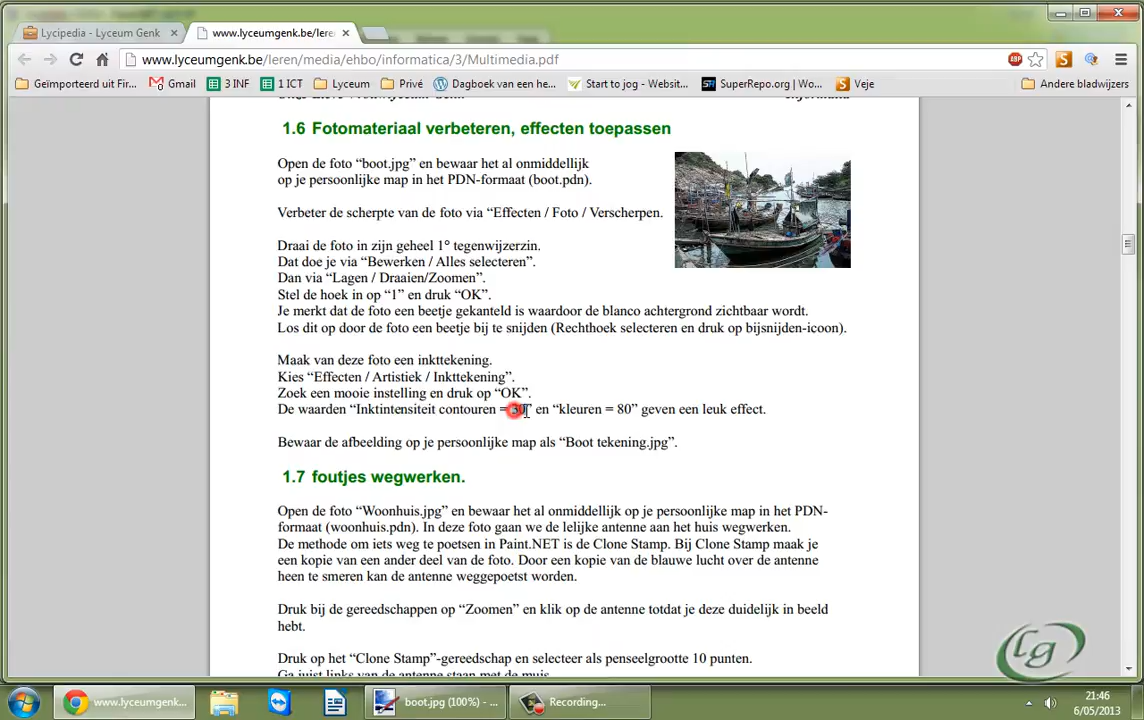 Lycipedia - Lyceum Genk
www.lyceumgenk.be/lere
www.lyceumgenk.be/leren/media/ehbo/informatica/3/Multimedia.pdf
Geïmporteerd uit Fir...
Gmail
3 INF
1 ICT
Lyceum
Privé
Dagboek van een he...
Start to jog - Websit...
SuperRepo.org | Wo...
Veje
Andere bladwijzers
1.6 Fotomateriaal verbeteren, effecten toepassen
Open de foto “boot.jpg” en bewaar het al onmiddellijk
op je persoonlijke map in het PDN-formaat (boot.pdn).
Verbeter de scherpte van de foto via “Effecten / Foto / Verscherpen.
Draai de foto in zijn geheel 1° tegenwijzerzin.
Dat doe je via “Bewerken / Alles selecteren”.
Dan via “Lagen / Draaien/Zoomen”.
Stel de hoek in op “1” en druk “OK”.
Je merkt dat de foto een beetje gekanteld is waardoor de blanco achtergrond zichtbaar wordt.
Los dit op door de foto een beetje bij te snijden (Rechthoek selecteren en druk op bijsnijden-icoon).
Maak van deze foto een inkttekening.
Kies “Effecten / Artistiek / Inkttekening”.
Zoek een mooie instelling en druk op “OK”.
De waarden “Inktintensiteit contouren = 30” en “kleuren = 80” geven een leuk effect.
Bewaar de afbeelding op je persoonlijke map als “Boot tekening.jpg”.
1.7 foutjes wegwerken.
Open de foto “Woonhuis.jpg” en bewaar het al onmiddellijk op je persoonlijke map in het PDN-
formaat (woonhuis.pdn). In deze foto gaan we de lelijke antenne aan het huis wegwerken.
De methode om iets weg te poetsen in Paint.NET is de Clone Stamp. Bij Clone Stamp maak je
een kopie van een ander deel van de foto. Door een kopie van de blauwe lucht over de antenne
heen te smeren kan de antenne weggepoetst worden.
Druk bij de gereedschappen op “Zoomen” en klik op de antenne totdat je deze duidelijk in beeld
hebt.
Druk op het “Clone Stamp”-gereedschap en selecteer als penseelgrootte 10 punten.
Ga juist links van de antenne staan met de muis
lg
www.lyceumgenk...
boot.jpg (100%) - ...
Recording...
21:46
6/05/2013